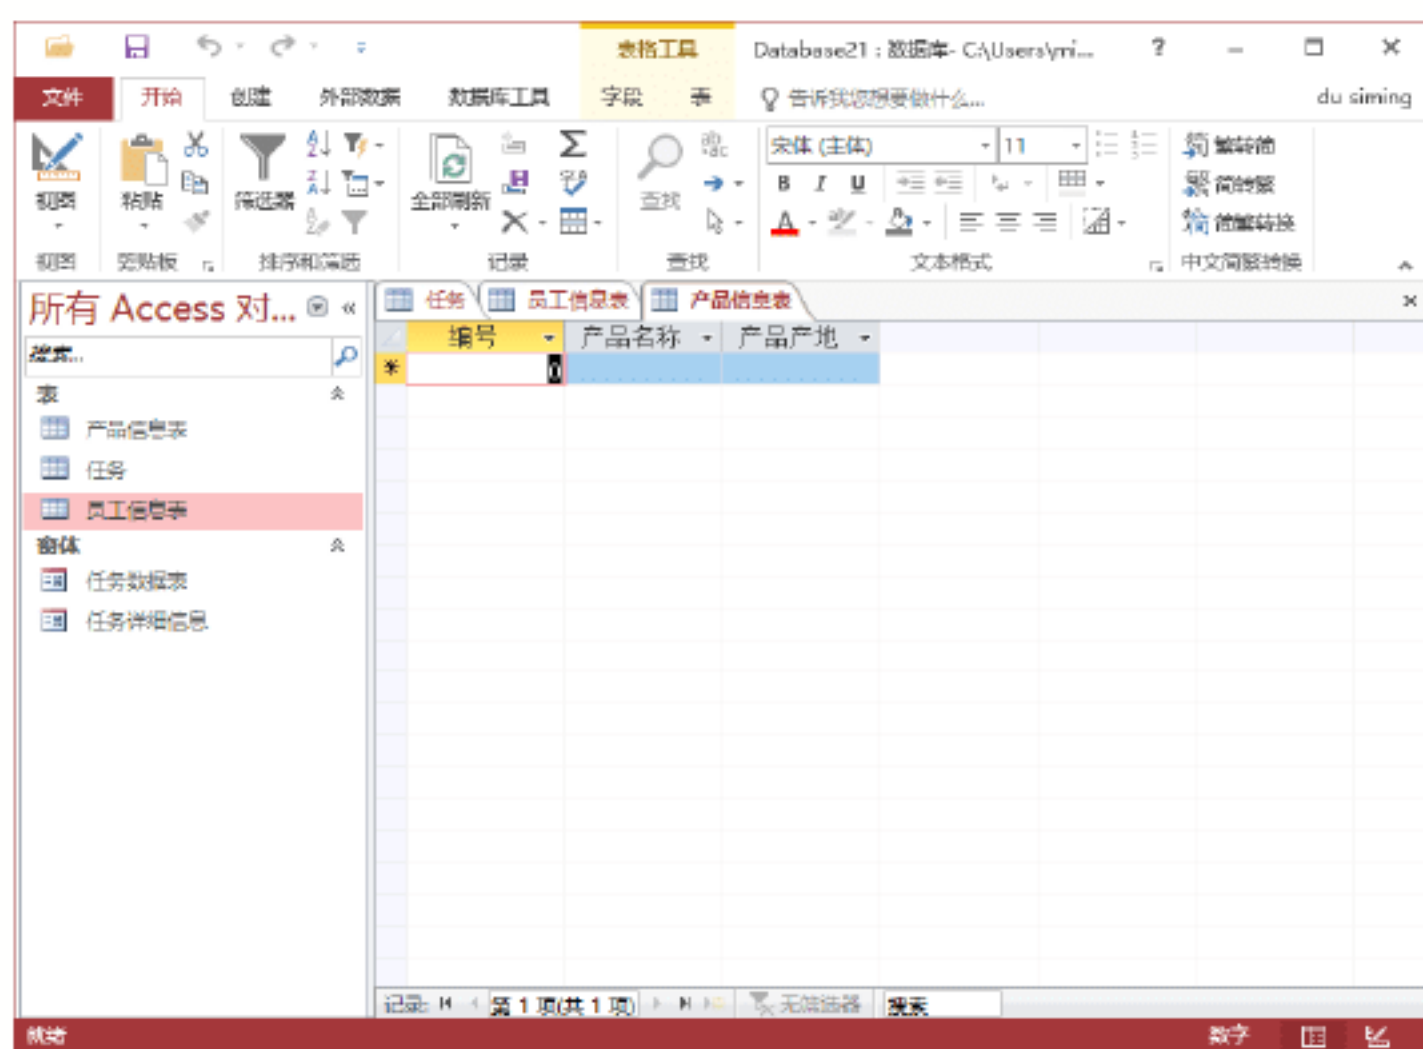 表格工具 Database21 : 数据库- C:\Users\ymi... ?
文件 开始 创建 外部数据 数据库工具 字段 表 告诉我您想要做什么... du siming
视图 粘贴 筛选器 全部刷新 查找 宋体 (主体) 11 繁转简
B I U 简转繁
A 简繁转换
视图 剪贴板 排序和筛选 记录 查找 文本格式 中文简繁转换
所有 Access 对... «
任务 员工信息表 产品信息表
搜索...
编号 产品名称 产品产地
* 0
表
产品信息表
任务
员工信息表
窗体
任务数据表
任务详细信息
记录: 第 1 项(共 1 项) 无筛选器 搜索
就绪 数字